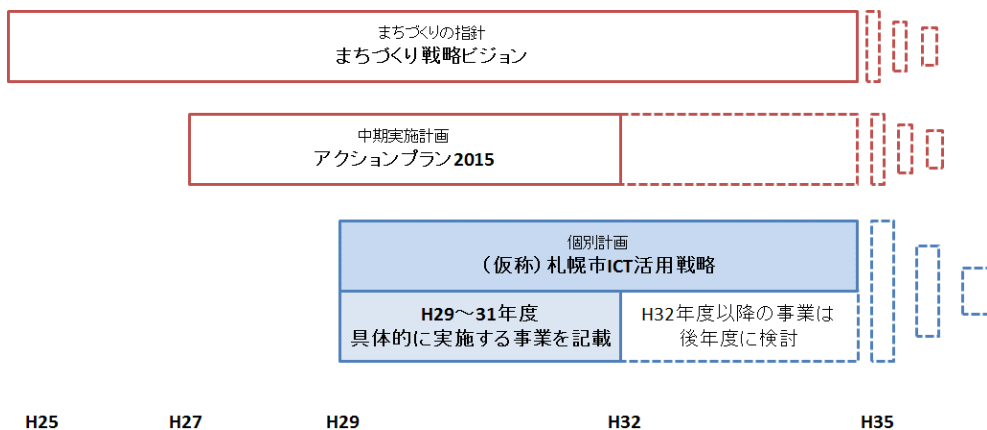 まちづくりの指針
まちづくり戦略ビジョン
中期実施計画
アクションプラン2015
個別計画
（仮称）札幌市ICT活用戦略
H29～31年度
具体的に実施する事業を記載
H32年度以降の事業は
後年度に検討
H25 H27 H29 H32 H35